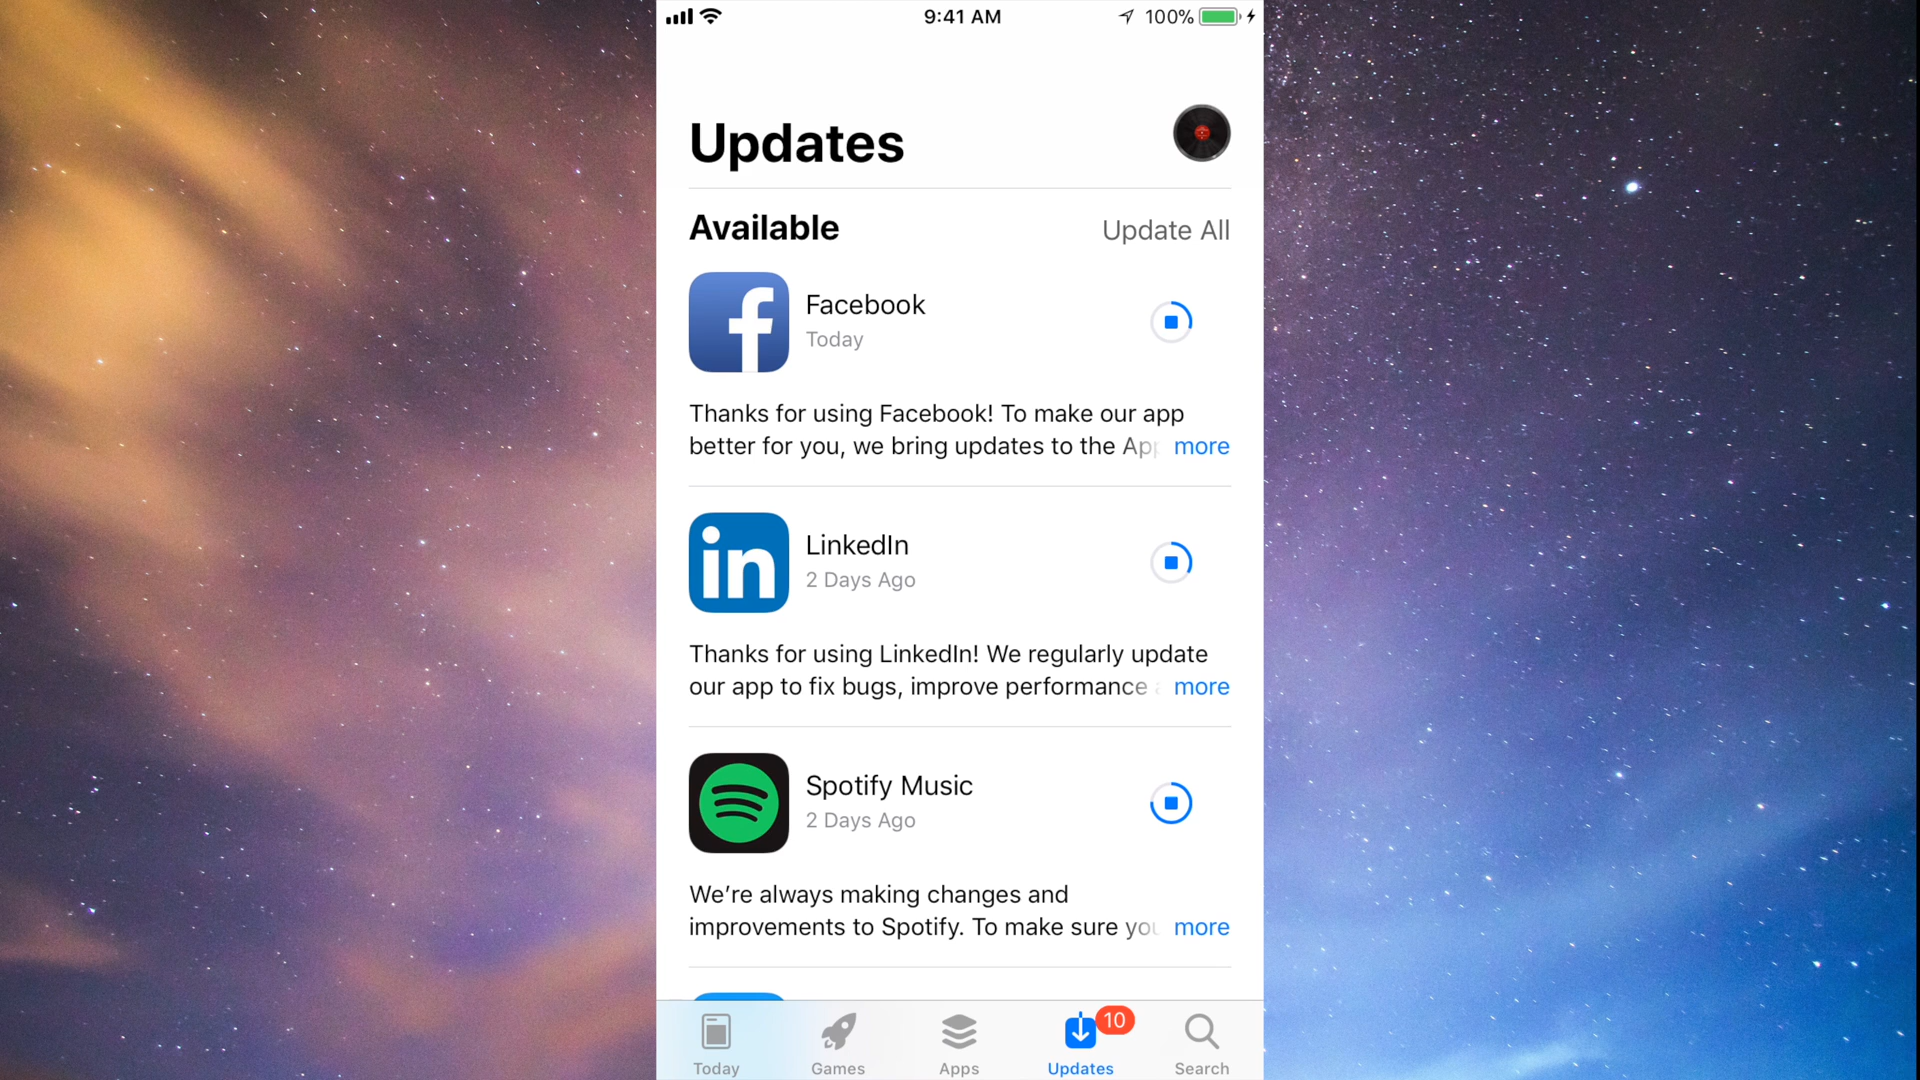 9:41 AM
100%
Updates
Available
Update All
Facebook
Today
Thanks for using Facebook! To make our app
better for you, we bring updates to the App more
LinkedIn
2 Days Ago
Thanks for using LinkedIn! We regularly update
our app to fix bugs, improve performance more
Spotify Music
2 Days Ago
We’re always making changes and
improvements to Spotify. To make sure you more
10
Today
Games
Apps
Updates
Search